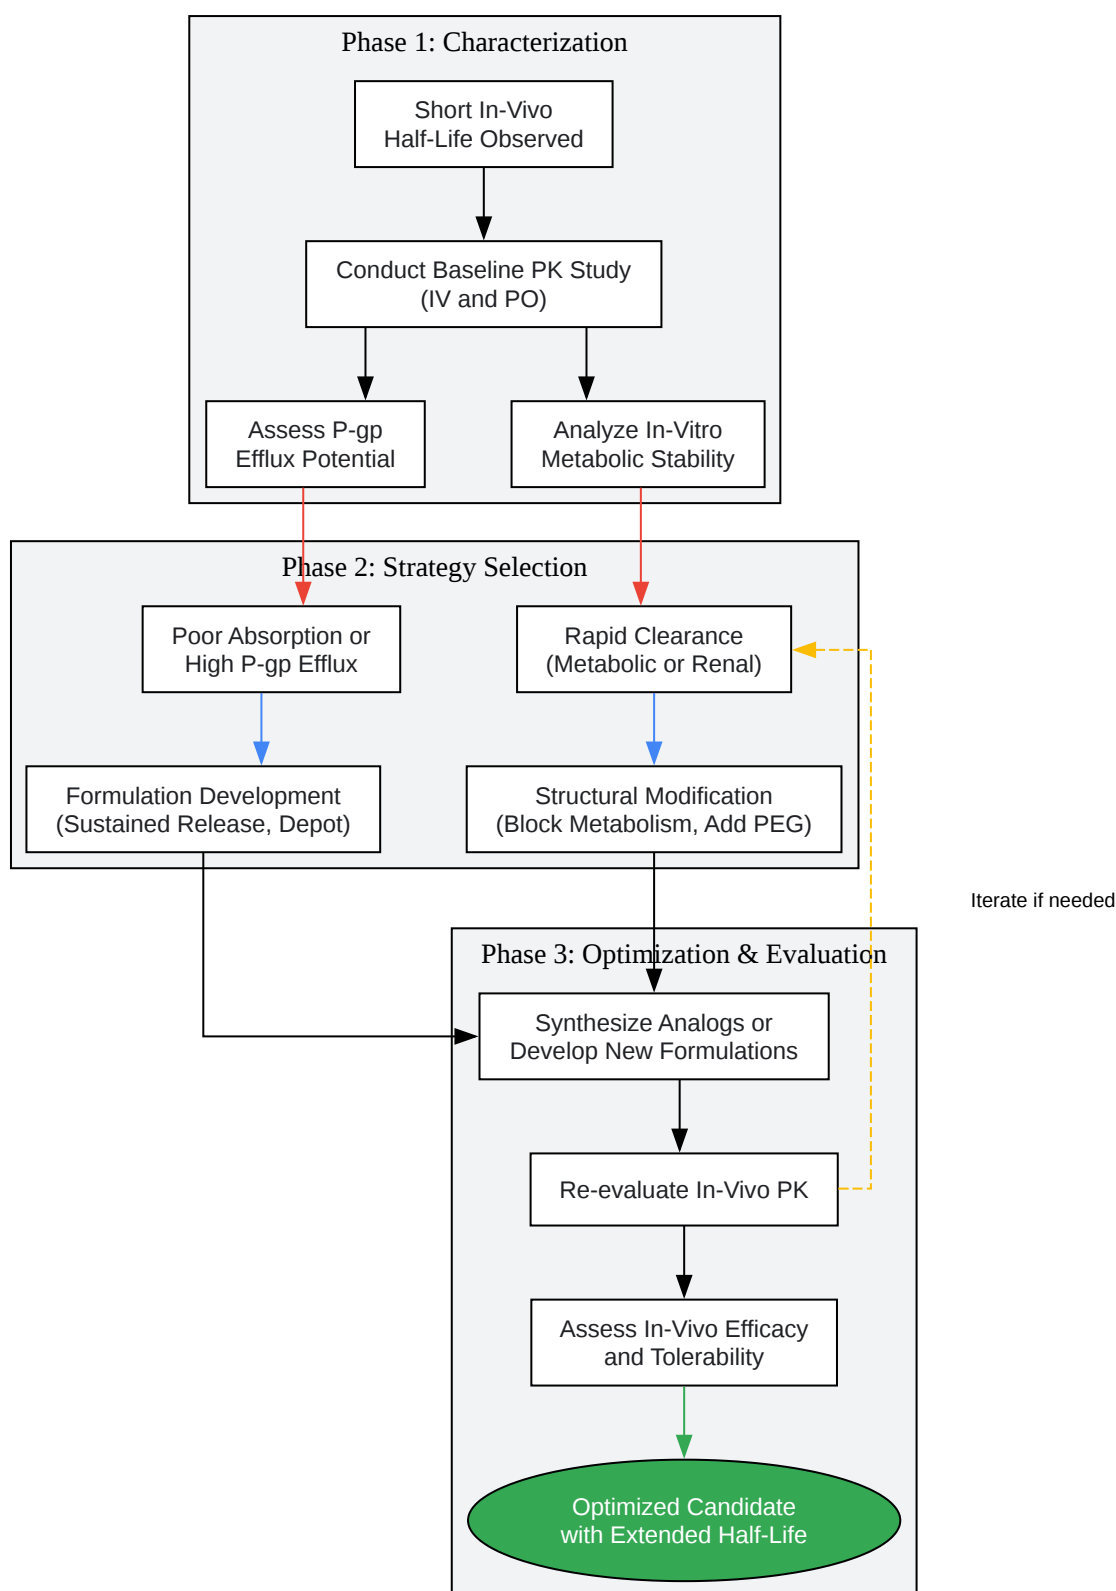 Phase 1: Characterization
Short In-Vivo
Half-Life Observed
Conduct Baseline PK Study
(IV and PO)
Assess P-gp
Efflux Potential
Analyze In-Vitro
Metabolic Stability
Phase 2: Strategy Selection
Poor Absorption or
High P-gp Efflux
Rapid Clearance
(Metabolic or Renal)
Formulation Development
(Sustained Release, Depot)
Structural Modification
(Block Metabolism, Add PEG)
Iterate if needed
Phase 3: Optimization & Evaluation
Synthesize Analogs or
Develop New Formulations
Re-evaluate In-Vivo PK
Assess In-Vivo Efficacy
and Tolerability
Optimized Candidate
with Extended Half-Life